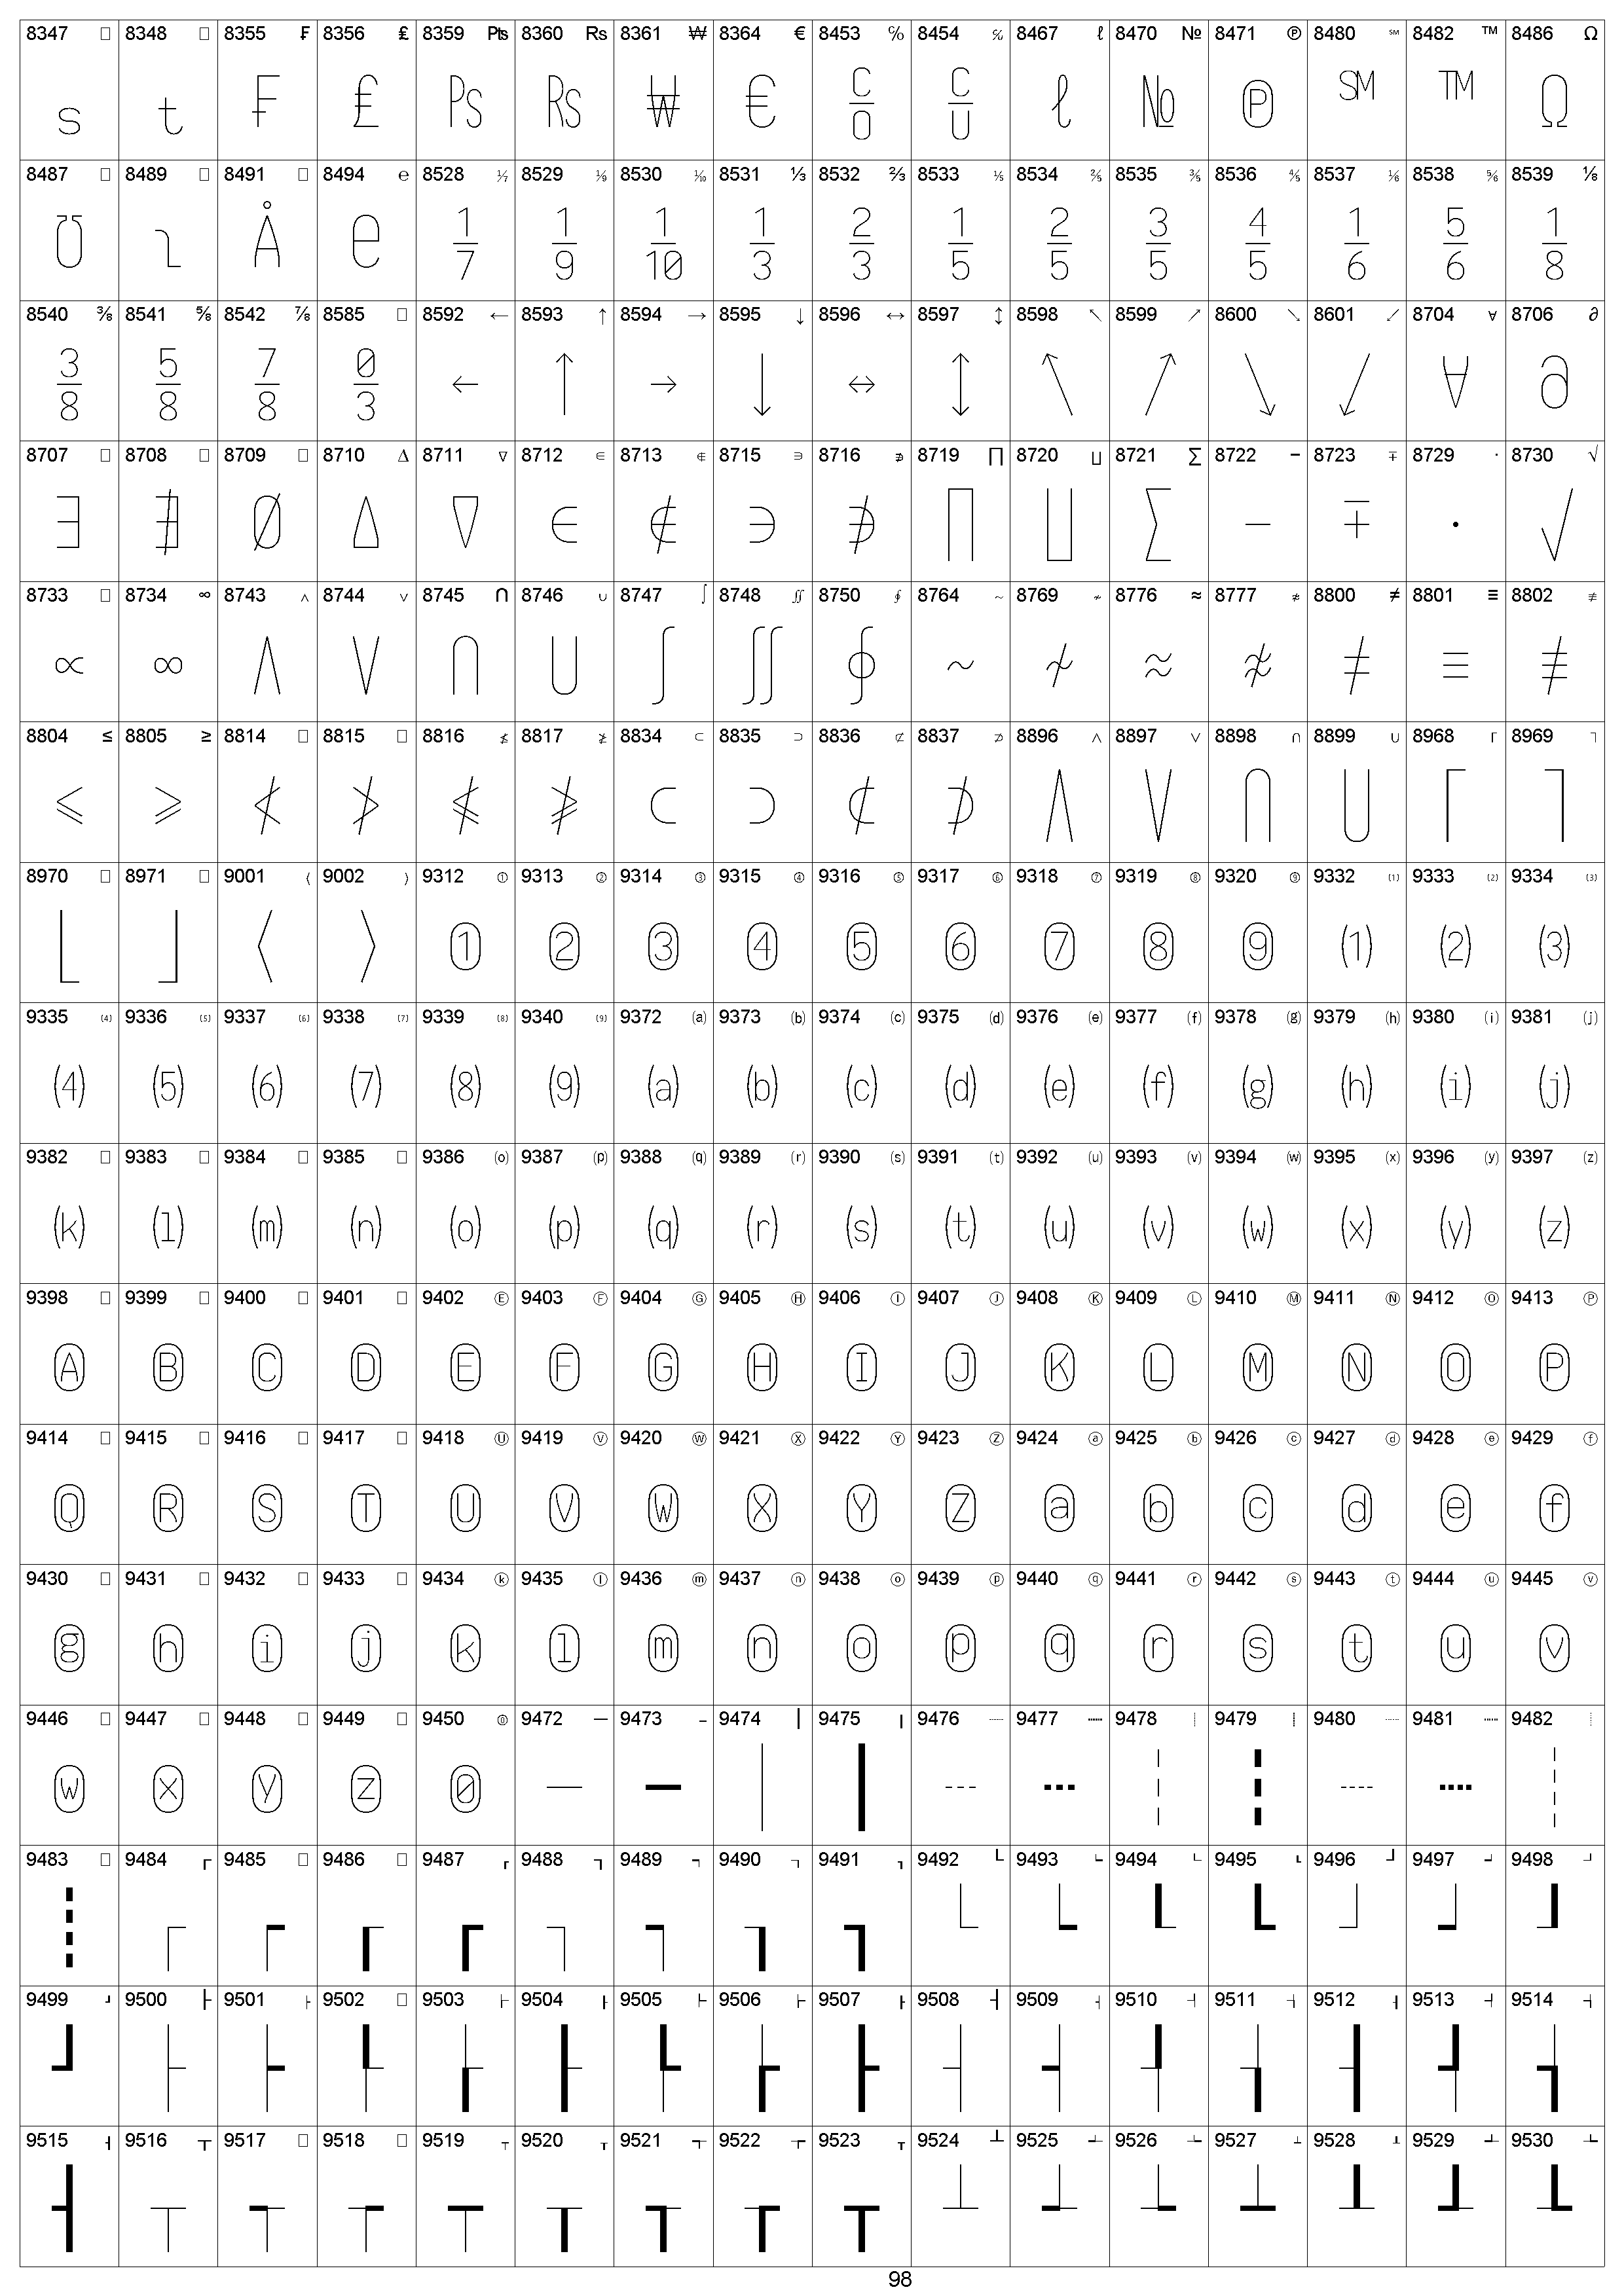 8347 □ 8348 □ 8355 ₣ 8356 ₤ 8359 ₧ 8360 ₨ 8361 ₩ 8364 € 8453 ℅ 8454 ℆ 8467 ℓ 8470 № 8471 ℗ 8480 ℠ 8482 ™ 8486 Ω
ₛ ₜ ₣ ₤ Ps ₨ ₩ € ℅ ℆ ℓ № ℗ ℠ ™ Ω
8487 □ 8489 □ 8491 □ 8494 ℮ 8528 ⅐ 8529 ⅑ 8530 ⅒ 8531 ⅓ 8532 ⅔ 8533 ⅕ 8534 ⅖ 8535 ⅗ 8536 ⅘ 8537 ⅙ 8538 ⅚ 8539 ⅛
℧ ℩ Å ℮ ⅐ ⅑ ⅒ ⅓ ⅔ ⅕ ⅖ ⅗ ⅘ ⅙ ⅚ ⅛
8540 ⅜ 8541 ⅝ 8542 ⅞ 8585 □ 8592 ← 8593 ↑ 8594 → 8595 ↓ 8596 ↔ 8597 ↕ 8598 ↖ 8599 ↗ 8600 ↘ 8601 ↙ 8704 ∀ 8706 ∂
⅜ ⅝ ⅞ ↉ ← ↑ → ↓ ↔ ↕ ↖ ↗ ↘ ↙ ∀ ∂
8707 □ 8708 □ 8709 □ 8710 ∆ 8711 ∇ 8712 ∈ 8713 ∉ 8715 ∋ 8716 ∌ 8719 ∏ 8720 ∐ 8721 ∑ 8722 − 8723 ∓ 8729 ∙ 8730 √
∃ ∄ ∅ ∆ ∇ ∈ ∉ ∋ ∌ ∏ ∐ ∑ − ∓ ∙ √
8733 □ 8734 ∞ 8743 ∧ 8744 ∨ 8745 ∩ 8746 ∪ 8747 ∫ 8748 ∬ 8750 ∮ 8764 ∼ 8769 ≁ 8776 ≈ 8777 ≉ 8800 ≠ 8801 ≡ 8802 ≢
∝ ∞ ∧ ∨ ∩ ∪ ∫ ∬ ∮ ∼ ≁ ≈ ≉ ≠ ≡ ≢
8804 ≤ 8805 ≥ 8814 □ 8815 □ 8816 ≰ 8817 ≱ 8834 ⊂ 8835 ⊃ 8836 ⊄ 8837 ⊅ 8896 ⋀ 8897 ⋁ 8898 ⋂ 8899 ⋃ 8968 ⌈ 8969 ⌉
≤ ≥ ≮ ≯ ≰ ≱ ⊂ ⊃ ⊄ ⊅ ⋀ ⋁ ⋂ ⋃ ⌈ ⌉
8970 □ 8971 □ 9001 〈 9002 〉 9312 ① 9313 ② 9314 ③ 9315 ④ 9316 ⑤ 9317 ⑥ 9318 ⑦ 9319 ⑧ 9320 ⑨ 9332 ⑴ 9333 ⑵ 9334 ⑶
⌊ ⌋ 〈 〉 ① ② ③ ④ ⑤ ⑥ ⑦ ⑧ ⑨ ⑴ ⑵ ⑶
9335 ⑷ 9336 ⑸ 9337 ⑹ 9338 ⑺ 9339 ⑻ 9340 ⑼ 9372 ⒜ 9373 ⒝ 9374 ⒞ 9375 ⒟ 9376 ⒠ 9377 ⒡ 9378 ⒢ 9379 ⒣ 9380 ⒤ 9381 ⒥
⑷ ⑸ ⑹ ⑺ ⑻ ⑼ ⒜ ⒝ ⒞ ⒟ ⒠ ⒡ ⒢ ⒣ ⒤ ⒥
9382 □ 9383 □ 9384 □ 9385 □ 9386 ⒪ 9387 ⒫ 9388 ⒬ 9389 ⒭ 9390 ⒮ 9391 ⒯ 9392 ⒰ 9393 ⒱ 9394 ⒲ 9395 ⒳ 9396 ⒴ 9397 ⒵
⒦ ⒧ ⒨ ⒩ ⒪ ⒫ ⒬ ⒭ ⒮ ⒯ ⒰ ⒱ ⒲ ⒳ ⒴ ⒵
9398 □ 9399 □ 9400 □ 9401 □ 9402 Ⓔ 9403 Ⓕ 9404 Ⓖ 9405 Ⓗ 9406 Ⓘ 9407 Ⓙ 9408 Ⓚ 9409 Ⓛ 9410 Ⓜ 9411 Ⓝ 9412 Ⓞ 9413 Ⓟ
Ⓐ Ⓑ Ⓒ Ⓓ Ⓔ Ⓕ Ⓖ Ⓗ Ⓘ Ⓙ Ⓚ Ⓛ Ⓜ Ⓝ Ⓞ Ⓟ
9414 □ 9415 □ 9416 □ 9417 □ 9418 Ⓤ 9419 Ⓥ 9420 Ⓦ 9421 Ⓧ 9422 Ⓨ 9423 Ⓩ 9424 ⓐ 9425 ⓑ 9426 ⓒ 9427 ⓓ 9428 ⓔ 9429 ⓕ
Ⓠ Ⓡ Ⓢ Ⓣ Ⓤ Ⓥ Ⓦ Ⓧ Ⓨ Ⓩ ⓐ ⓑ ⓒ ⓓ ⓔ ⓕ
9430 □ 9431 □ 9432 □ 9433 □ 9434 ⓚ 9435 ⓛ 9436 ⓜ 9437 ⓝ 9438 ⓞ 9439 ⓟ 9440 ⓠ 9441 ⓡ 9442 ⓢ 9443 ⓣ 9444 ⓤ 9445 ⓥ
ⓖ ⓗ ⓘ ⓙ ⓚ ⓛ ⓜ ⓝ ⓞ ⓟ ⓠ ⓡ ⓢ ⓣ ⓤ ⓥ
9446 □ 9447 □ 9448 □ 9449 □ 9450 ⓪ 9472 ─ 9473 ━ 9474 │ 9475 ┃ 9476 ┄ 9477 ┅ 9478 ┆ 9479 ┇ 9480 ┈ 9481 ┉ 9482 ┊
ⓦ ⓧ ⓨ ⓩ ⓪ ─ ━ │ ┃ ┄ ┅ ┆ ┇ ┈ ┉ ┊
9483 □ 9484 ┌ 9485 □ 9486 □ 9487 ┏ 9488 ┐ 9489 ┑ 9490 ┒ 9491 ┓ 9492 └ 9493 ┕ 9494 ┖ 9495 ┗ 9496 ┘ 9497 ┙ 9498 ┚
┋ ┌ ┍ ┎ ┏ ┐ ┑ ┒ ┓ └ ┕ ┖ ┗ ┘ ┙ ┚
9499 ┛ 9500 ├ 9501 ┝ 9502 □ 9503 ┟ 9504 ┠ 9505 ┡ 9506 ┢ 9507 ┣ 9508 ┤ 9509 ┥ 9510 ┦ 9511 ┧ 9512 ┨ 9513 ┩ 9514 ┪
┛ ├ ┝ ┞ ┟ ┠ ┡ ┢ ┣ ┤ ┥ ┦ ┧ ┨ ┩ ┪
9515 ┫ 9516 ┬ 9517 □ 9518 □ 9519 ┯ 9520 ┰ 9521 ┱ 9522 ┲ 9523 ┳ 9524 ┴ 9525 ┵ 9526 ┶ 9527 ┷ 9528 ┸ 9529 ┹ 9530 ┺
┫ ┬ ┭ ┮ ┯ ┰ ┱ ┲ ┳ ┴ ┵ ┶ ┷ ┸ ┹ ┺
98